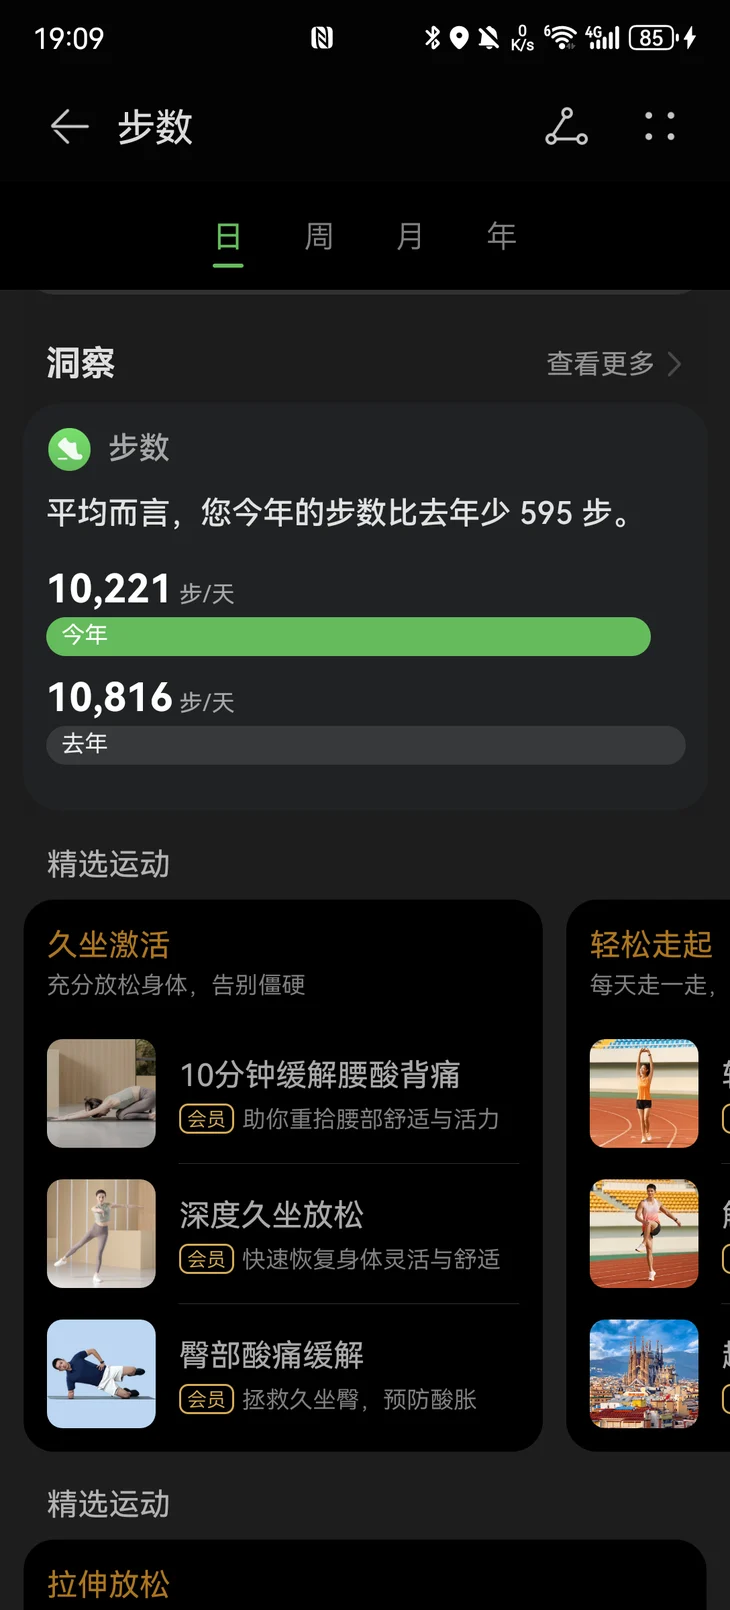 19:09
0 K/s
6
4G
85
步数
日 周 月 年
洞察
查看更多
步数
平均而言，您今年的步数比去年少 595 步。
10,221 步/天
今年
10,816 步/天
去年
精选运动
久坐激活
充分放松身体，告别僵硬
10分钟缓解腰酸背痛
会员 助你重拾腰部舒适与活力
深度久坐放松
会员 快速恢复身体灵活与舒适
臀部酸痛缓解
会员 拯救久坐臀，预防酸胀
轻松走起
每天走一走，
精选运动
拉伸放松